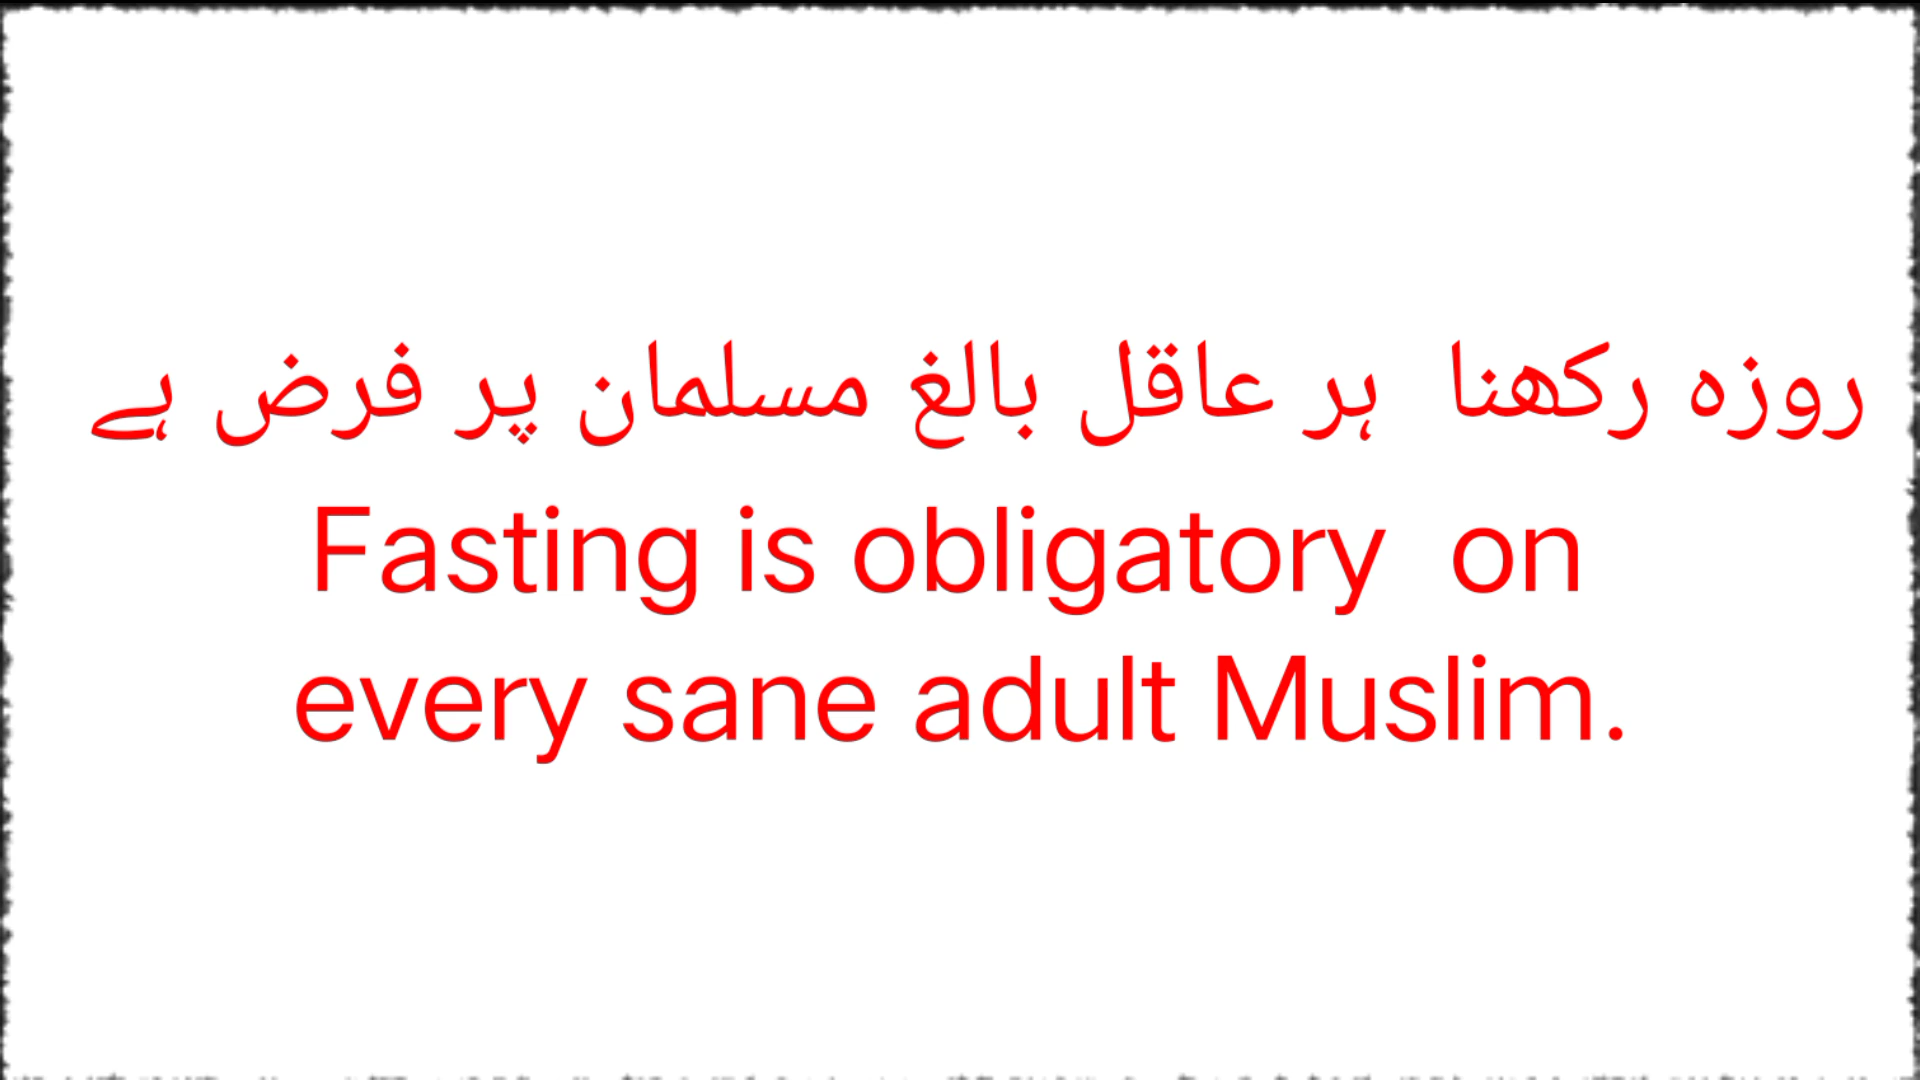 روزہ رکھنا ہر عاقل بالغ مسلمان پر فرض ہے
Fasting is obligatory on
every sane adult Muslim.